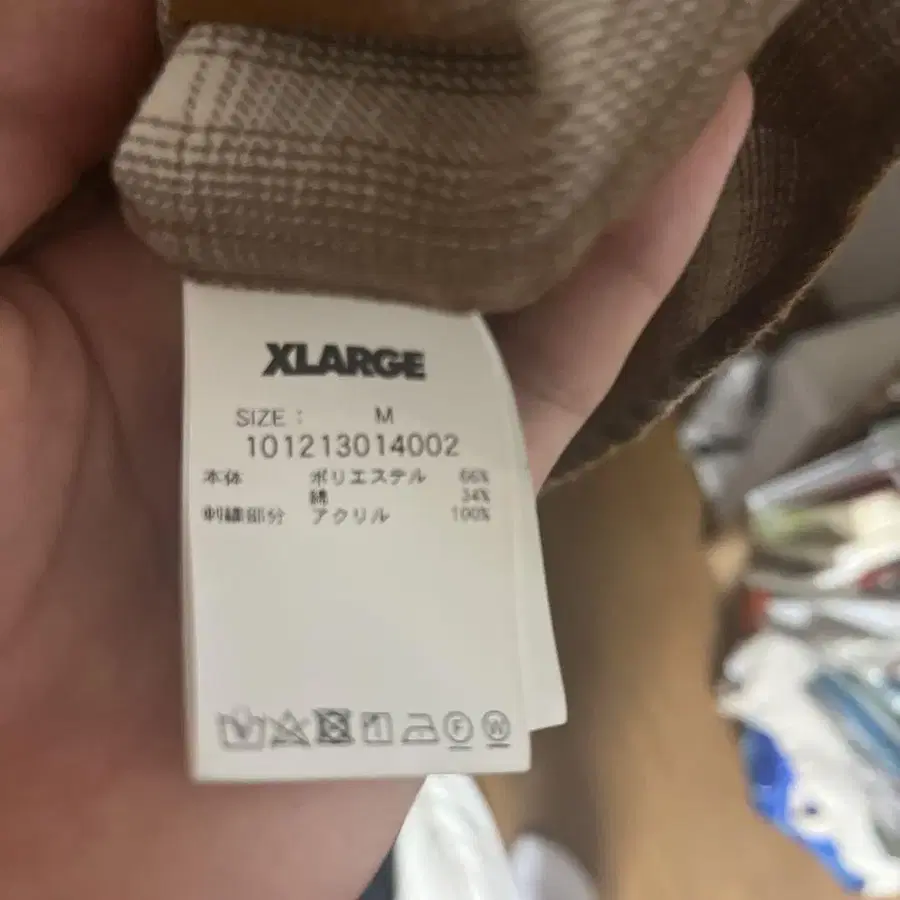 XLARGE
SIZE : M
101213014002
本体 ポリエステル 66%
綿 34%
刺繍部分 アクリル 100%
F W